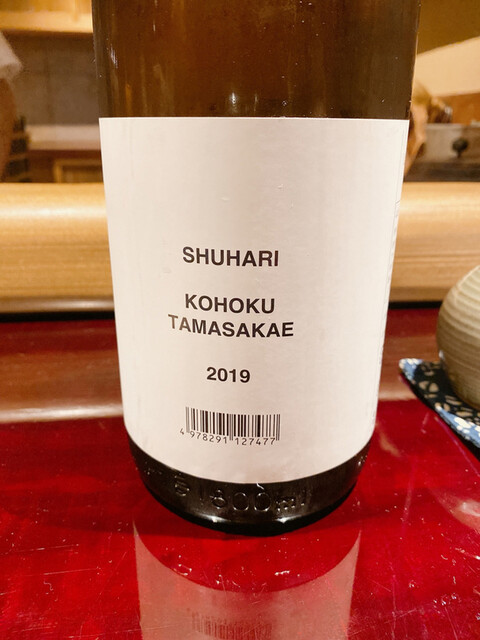 SHUHARI
KOHOKU
TAMASAKAE
2019
4 978291 127477